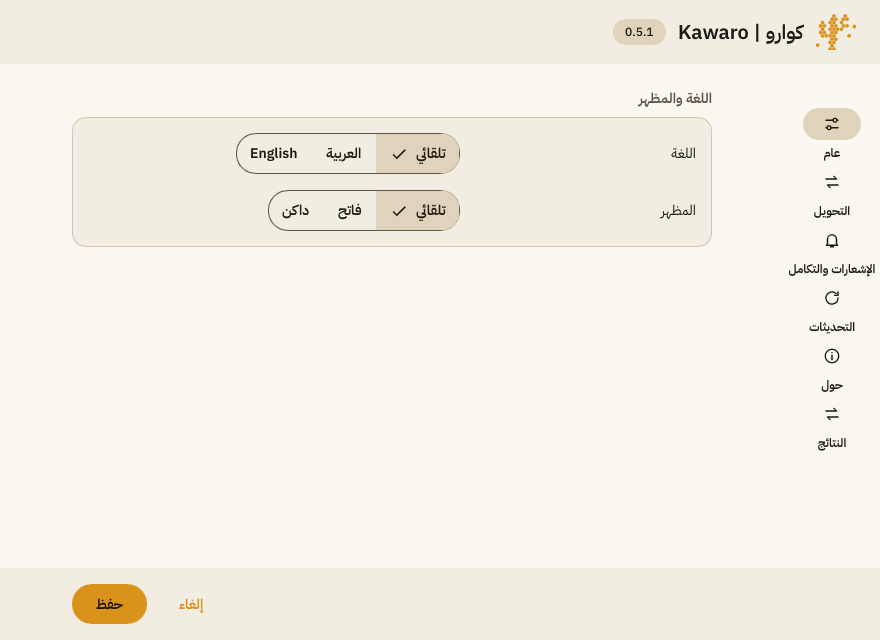 كوارو | Kawaro
0.5.1
عام
التحويل
الإشعارات والتكامل
التحديثات
حول
النتائج
اللغة والمظهر
اللغة
تلقائي العربية English
المظهر
تلقائي فاتح داكن
إلغاء
حفظ